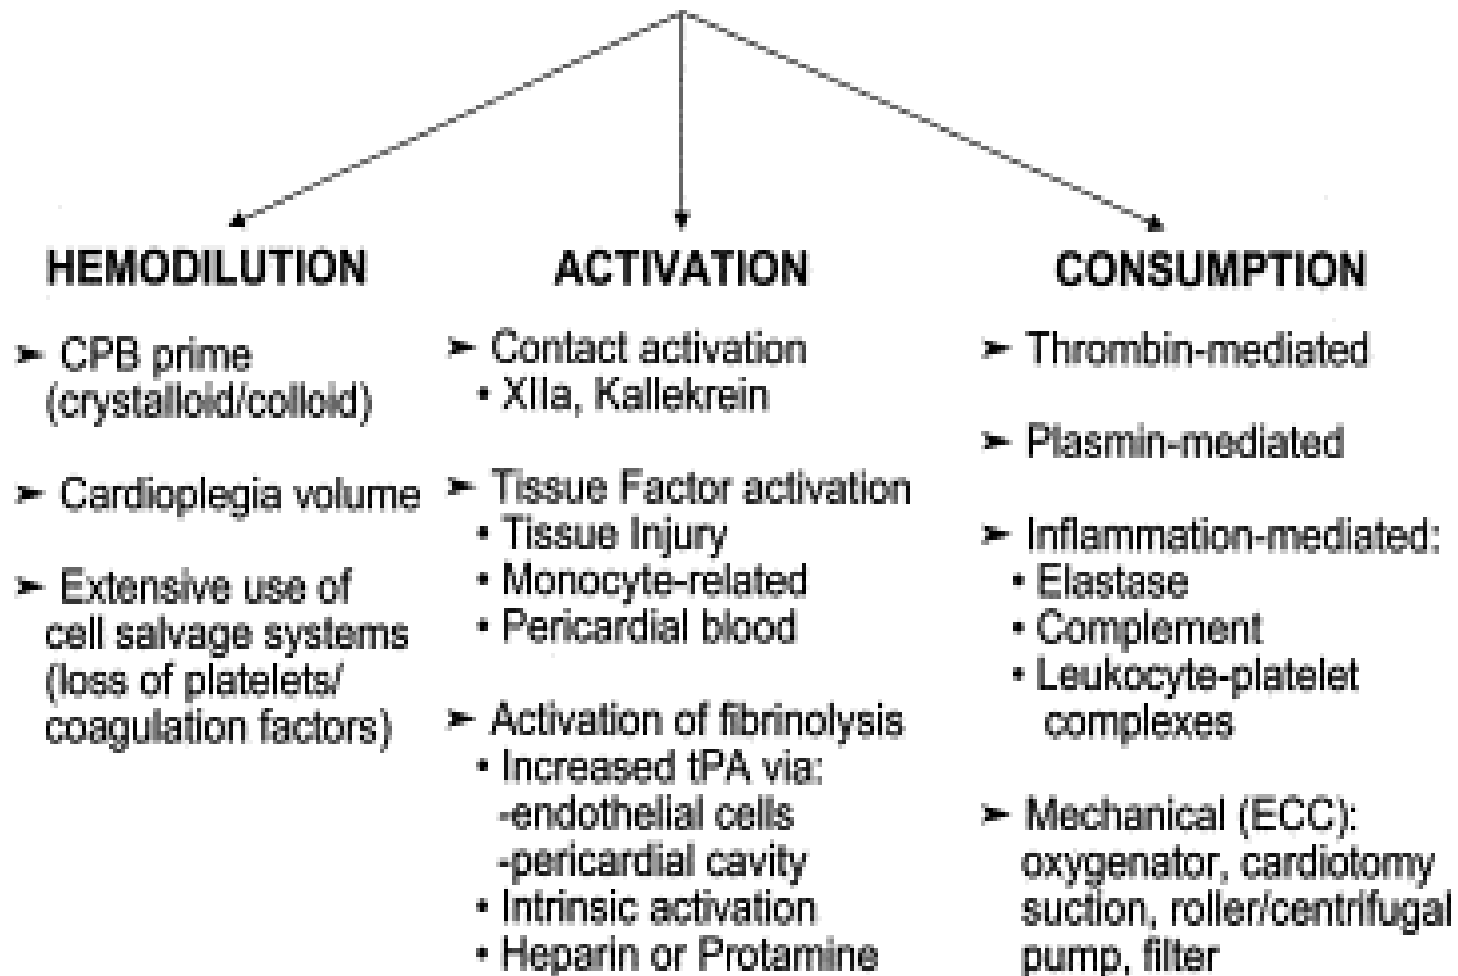 HEMODILUTION
➢ CPB prime
(crystalloid/colloid)
➢ Cardioplegia volume
➢ Extensive use of
cell salvage systems
(loss of platelets/
coagulation factors)
ACTIVATION
➢ Contact activation
• XIIa, Kallekrein
➢ Tissue Factor activation
• Tissue Injury
• Monocyte-related
• Pericardial blood
➢ Activation of fibrinolysis
• Increased tPA via:
-endothelial cells
-pericardial cavity
• Intrinsic activation
• Heparin or Protamine
CONSUMPTION
➢ Thrombin-mediated
➢ Plasmin-mediated
➢ Inflammation-mediated:
• Elastase
• Complement
• Leukocyte-platelet
complexes
➢ Mechanical (ECC):
oxygenator, cardiotomy
suction, roller/centrifugal
pump, filter